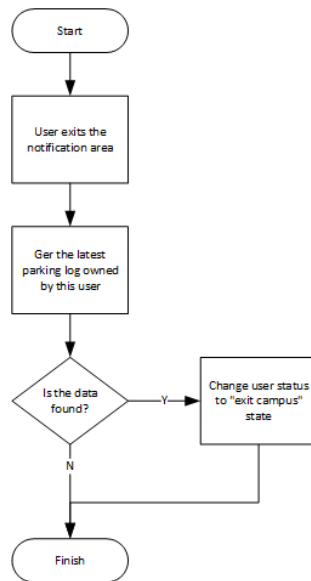 Start
User exits the
notification area
Ger the latest
parking log owned
by this user
Is the data
found?
Y
Change user status
to "exit campus"
state
N
Finish